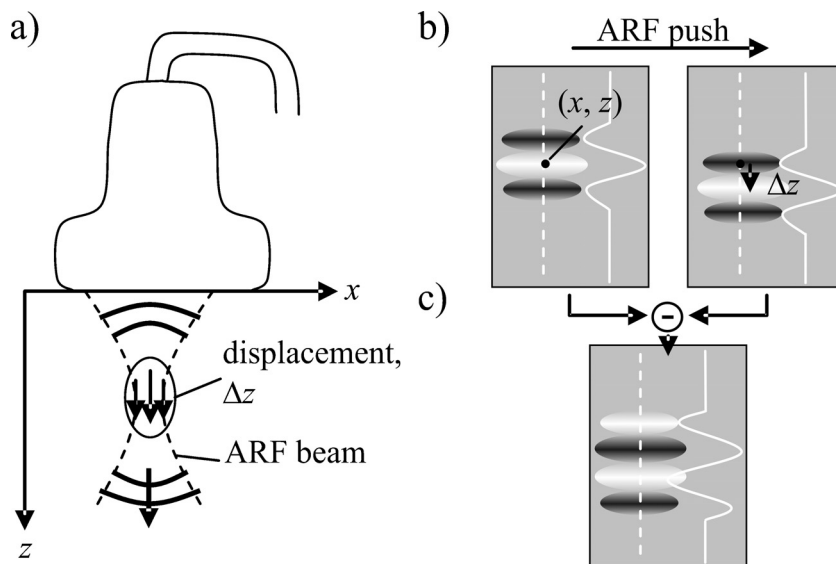 a)
x
displacement,
Δz
ARF beam
z
b)
ARF push
(x, z)
Δz
c)
−